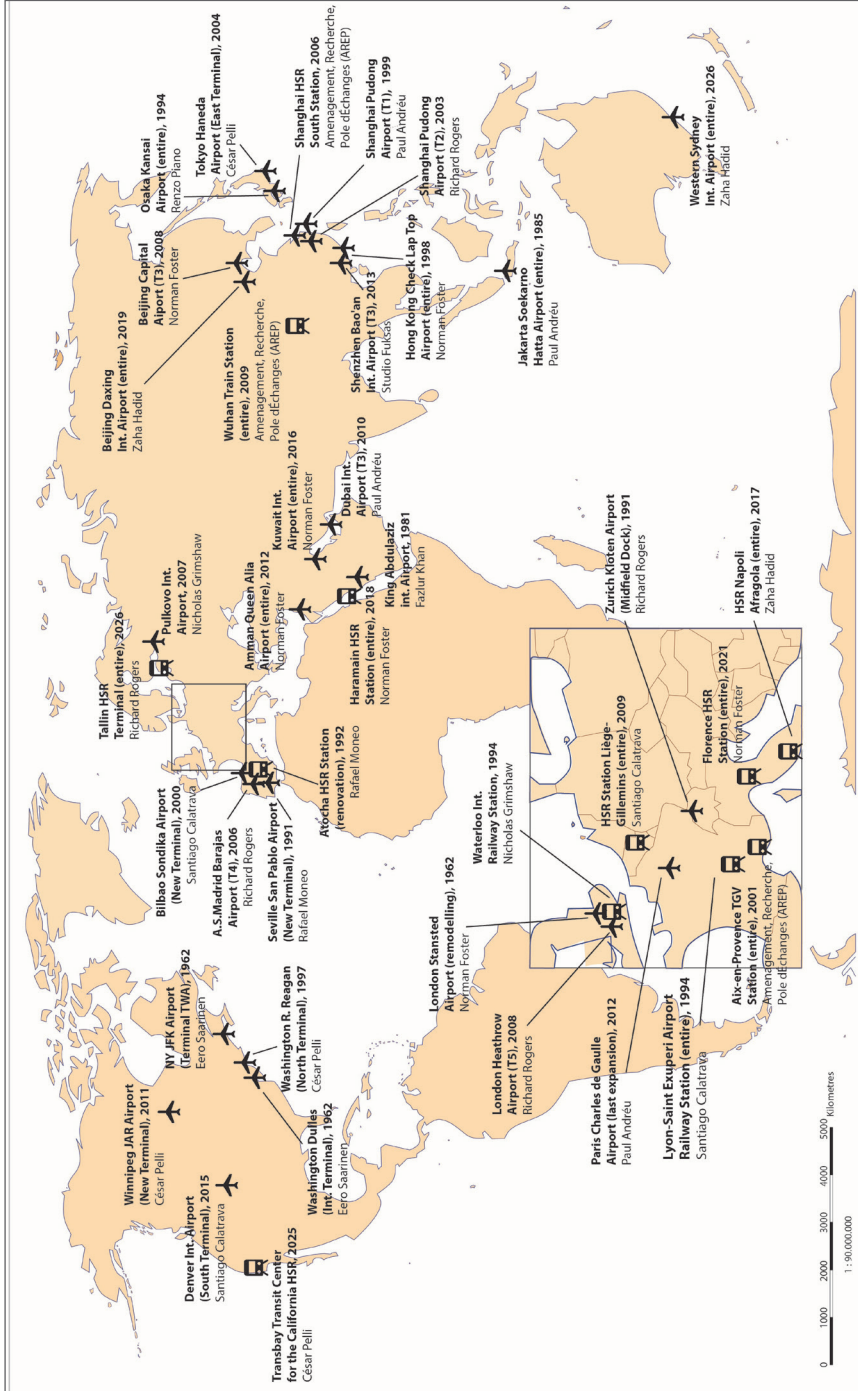 Winnipeg JAR Airport
(New Terminal), 2011
César Pelli
NY JFK Airport
(Terminal TWA), 1962
Eero Saarinen
Denver Int. Airport
(South Terminal), 2015
Santiago Calatrava
Washington R. Reagan
(North Terminal), 1997
César Pelli
Washington Dulles
(Int. Terminal), 1962
Eero Saarinen
Transbay Transit Center
for the California HSR, 2025
César Pelli
Tallin HSR
Terminal (entire), 2026
Richard Rogers
Pulkovo Int.
Airport, 2007
Nicholas Grimshaw
Bilbao Sondika Airport
(New Terminal), 2000
Santiago Calatrava
A.S.Madrid Barajas
Airport (T4), 2006
Richard Rogers
Seville San Pablo Airport
(New Terminal), 1991
Rafael Moneo
Atocha HSR Station
(renovation), 1992
Rafael Moneo
Amman Queen Alia
Airport (entire), 2012
Norman Foster
Kuwait Int.
Airport (entire), 2016
Norman Foster
Dubai Int.
Airport (T3), 2010
Paul Andréu
Haramain HSR
Station (entire), 2018
Norman Foster
King Abdulaziz
int. Airport, 1981
Fazlur Khan
Beijing Daxing
Int. Airport (entire), 2019
Zaha Hadid
Beijing Capital
Aiport (T3), 2008
Norman Foster
Osaka Kansai
Airport (entire), 1994
Renzo Piano
Tokyo Haneda
Airport (East Terminal), 2004
César Pelli
Wuhan Train Station
(entire), 2009
Amenagement, Recherche,
Pole dÉchanges (AREP)
Shanghai HSR
South Station, 2006
Amenagement, Recherche,
Pole dÉchanges (AREP)
Shanghai Pudong
Airport (T1), 1999
Paul Andréu
Shanghai Pudong
Airport (T2), 2003
Richard Rogers
Shenzhen Bao'an
Int. Airport (T3), 2013
Studio Fuksas
Hong Kong Check Lap Top
Airport (entire), 1998
Norman Foster
Jakarta Soekarno
Hatta Airport (entire), 1985
Paul Andréu
Western Sydney
Int. Airport (entire), 2026
Zaha Hadid
London Stansted
Airport (remodelling), 1962
Norman Foster
Waterloo Int.
Railway Station, 1994
Nicholas Grimshaw
London Heathrow
Airport (T5), 2008
Richard Rogers
HSR Station Liège-
Gillemins (entire), 2009
Santiago Calatrava
Zurich Kloten Airport
(Midfield Dock), 1991
Richard Rogers
Paris Charles de Gaulle
Airport (last expansion), 2012
Paul Andréu
Lyon-Saint Exuperi Airport
Railway Station (entire), 1994
Santiago Calatrava
Aix-en-Provence TGV
Station (entire), 2001
Amenagement, Recherche,
Pole dÉchanges (AREP)
Florence HSR
Station (entire), 2021
Norman Foster
HSR Napoli
Afragola (entire), 2017
Zaha Hadid
0 1000 2000 3000 4000 5000
Kilometres
1 : 90.000.000